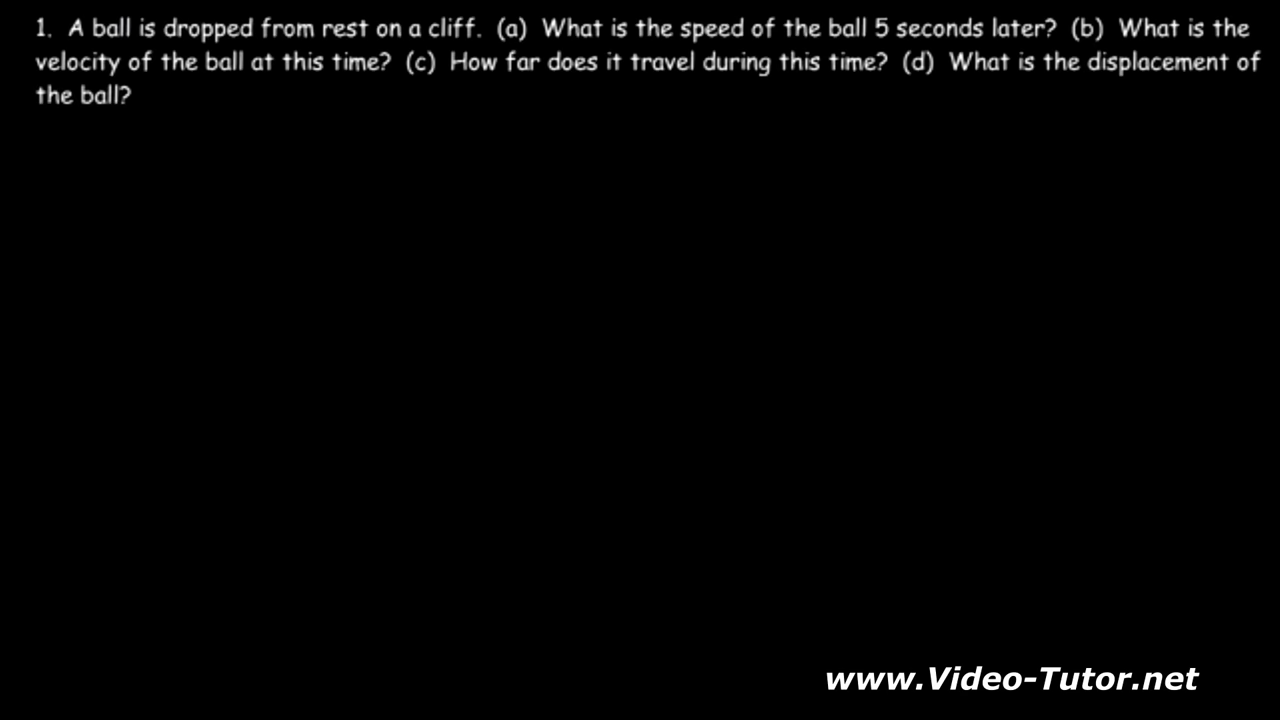 1. A ball is dropped from rest on a cliff. (a) What is the speed of the ball 5 seconds later? (b) What is the
velocity of the ball at this time? (c) How far does it travel during this time? (d) What is the displacement of
the ball?
www.Video-Tutor.net